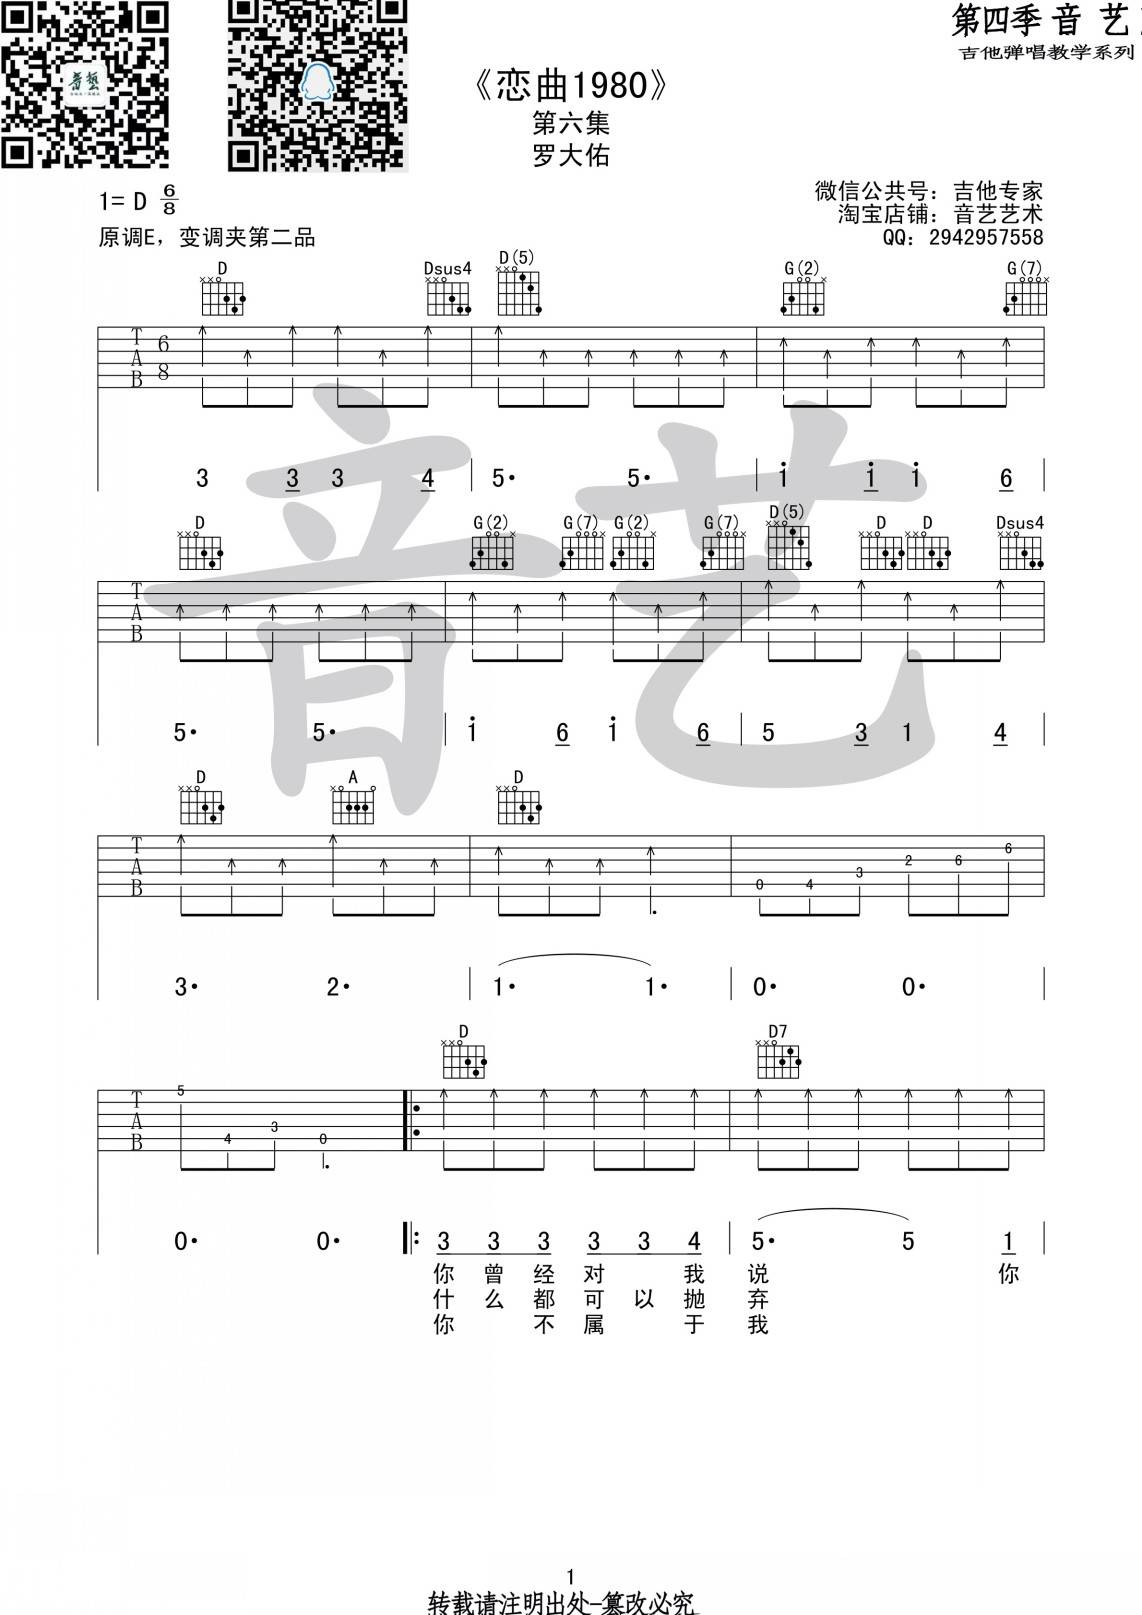 第四季 音 艺
吉他弹唱教学系列
《恋曲1980》
第六集
罗大佑
1= D 6/8
微信公众号：吉他专家
淘宝店铺：音艺艺术
原调E，变调夹第二品
QQ：2942957558
D Dsus4 D(5) G(2) G(7)
T A B 6 8
3 3 3 4 5· 5· i i i 6
D G(2) G(7) G(2) G(7) D(5) D D Dsus4
T A B
5· 5· i 6 i 6 5 3 1 4
D A D
T A B 0 4 3 2 6 6
3· 2· 1· 1· 0· 0·
D D7
T A B 5 4 3 0
0· 0· 3 3 3 3 3 4 5· 5 1
你 曾 经 对 我 说 你
什 么 都 可 以 抛 弃
你 不 属 于 我
音艺
1
转载请注明出处-篡改必究